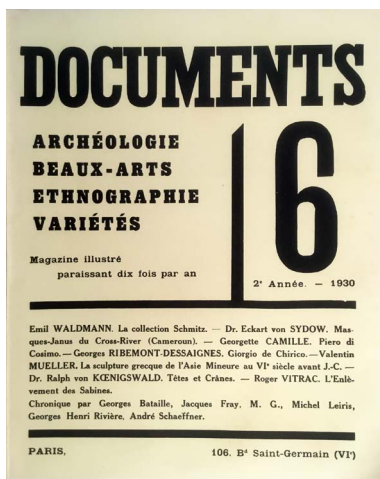 DOCUMENTS
ARCHÉOLOGIE
BEAUX-ARTS
ETHNOGRAPHIE
VARIÉTÉS
Magazine illustré
paraissant dix fois par an
6
2e Année. — 1930
Emil WALDMANN. La collection Schmitz. — Dr. Eckart von SYDOW. Mas-
ques-Janus du Cross-River (Cameroun). — Georgette CAMILLE. Piero di
Cosimo. — Georges RIBEMONT-DESSAIGNES. Giorgio de Chirico. — Valentin
MUELLER. La sculpture grecque de l'Asie Mineure au VIe siècle avant J.-C. —
Dr. Ralph von KŒNIGSWALD. Têtes et Crânes. — Roger VITRAC. L'Enlè-
vement des Sabines.
Chronique par Georges Bataille, Jacques Fray, M. G., Michel Leiris,
Georges Henri Rivière, André Schaeffner.
PARIS,
106. Bd Saint-Germain (VIe)